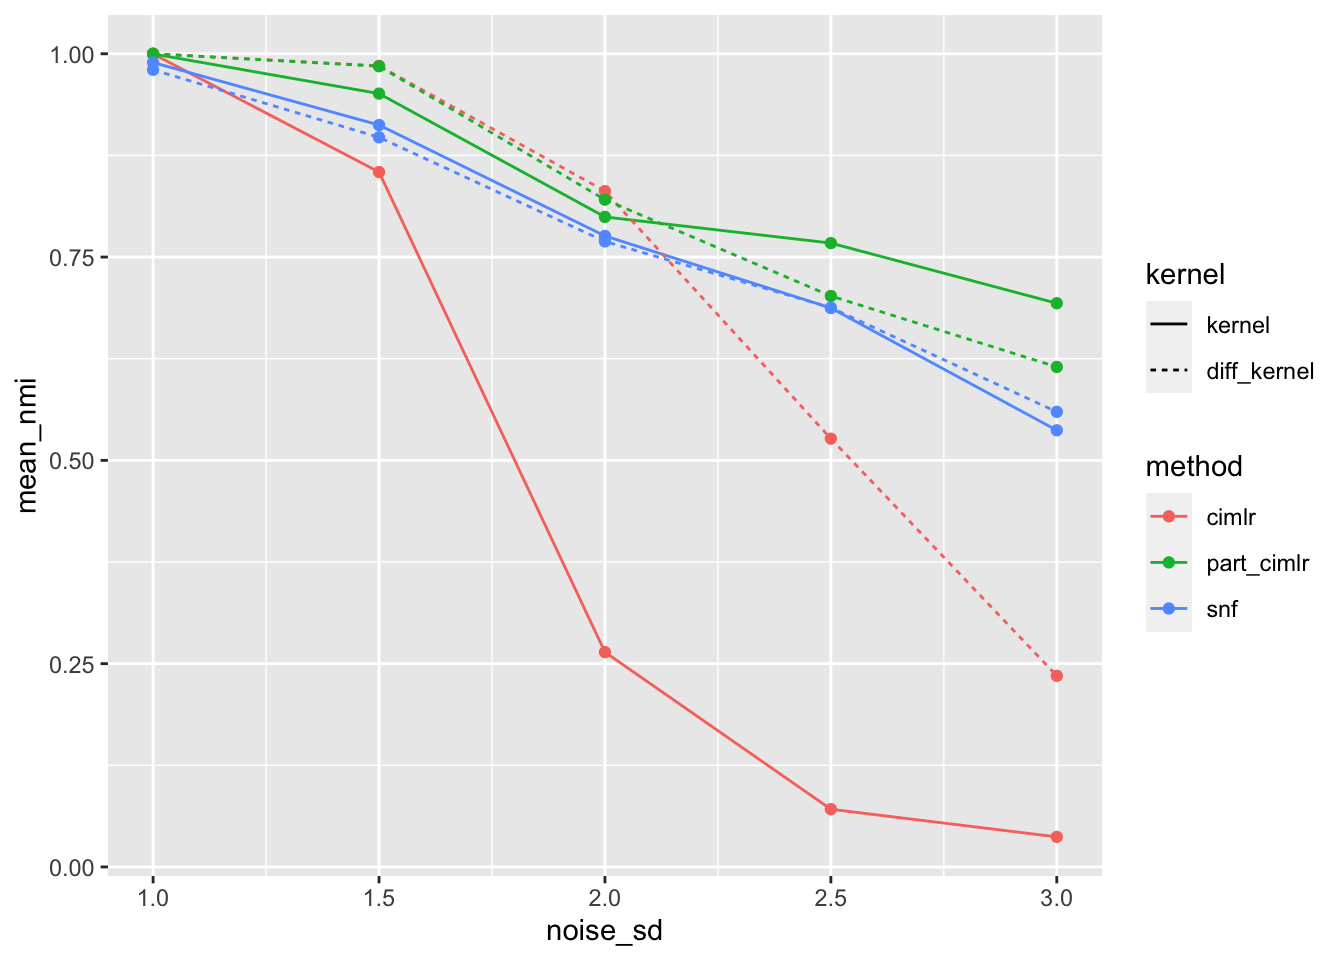 1.00
0.75
0.50
0.25
0.00
mean_nmi
1.0 1.5 2.0 2.5 3.0
noise_sd
kernel
kernel
diff_kernel
method
cimlr
part_cimlr
snf